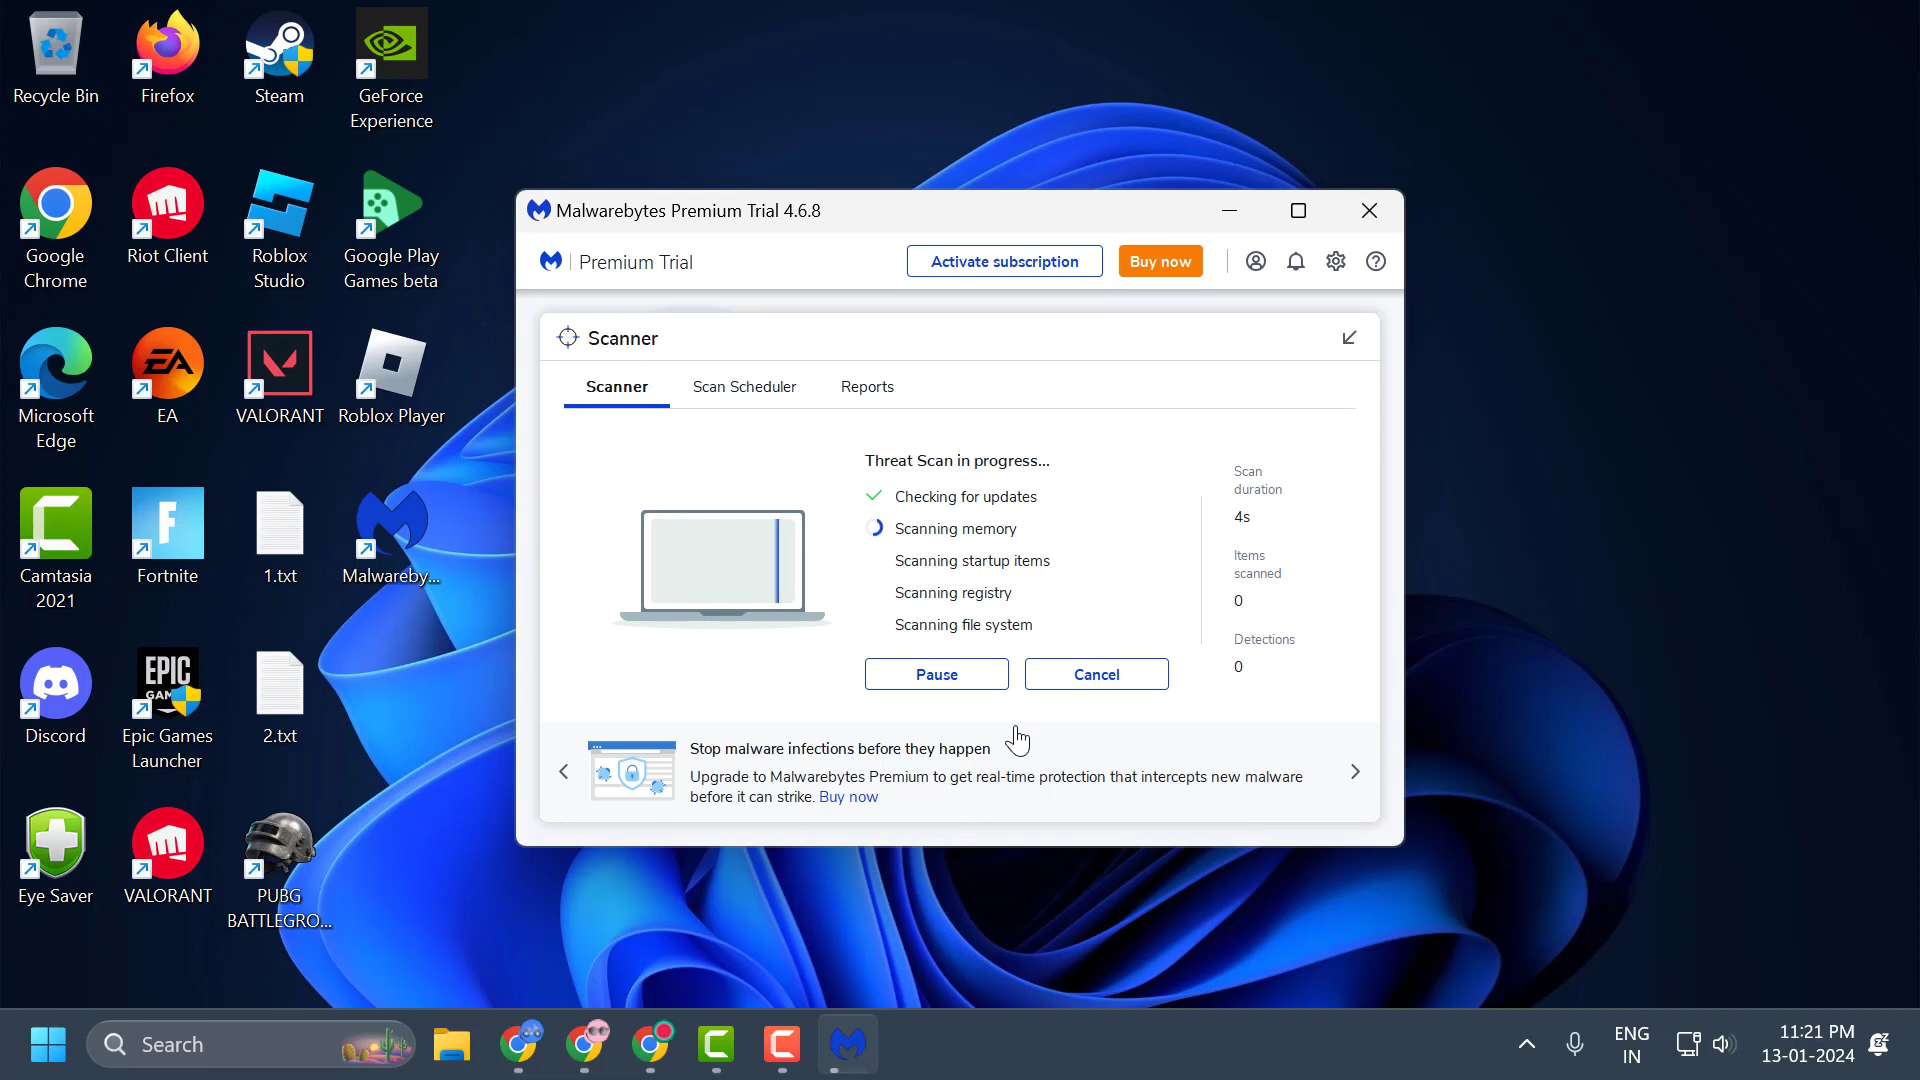 Recycle Bin
Firefox
Steam
GeForce
Experience
Google
Chrome
Riot Client
Roblox
Studio
Google Play
Games beta
Microsoft
Edge
EA
EA
VALORANT
Roblox Player
Camtasia
2021
F
Fortnite
1.txt
Malwareby...
Discord
EPIC
GAMES
Epic Games
Launcher
2.txt
Eye Saver
VALORANT
PUBG
BATTLEGRO...
Malwarebytes Premium Trial 4.6.8
Premium Trial
Activate subscription
Buy now
Scanner
Scanner
Scan Scheduler
Reports
Threat Scan in progress...
Checking for updates
Scanning memory
Scanning startup items
Scanning registry
Scanning file system
Pause
Cancel
Scan
duration
4s
Items
scanned
0
Detections
0
Stop malware infections before they happen
Upgrade to Malwarebytes Premium to get real-time protection that intercepts new malware
before it can strike. Buy now
Search
ENG
IN
11:21 PM
13-01-2024